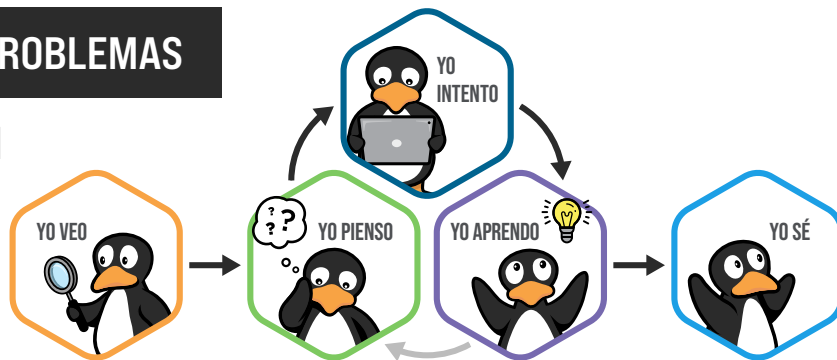 ROBLEMAS
YO
INTENTO
YO VEO
???
YO PIENSO
YO APRENDO
YO SÉ